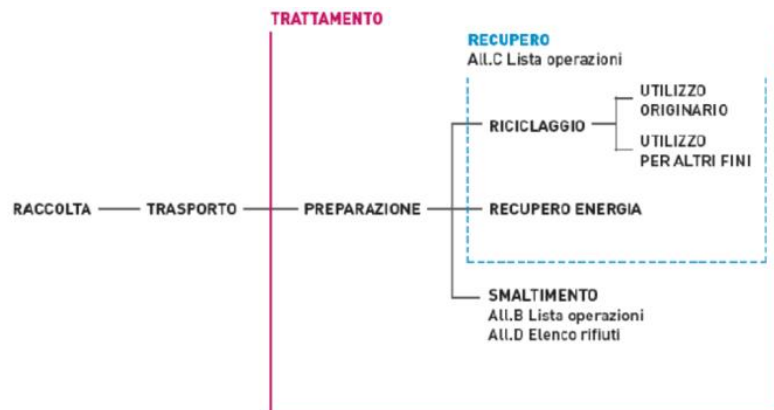 TRATTAMENTO
RECUPERO
All.C Lista operazioni
UTILIZZO
ORIGINARIO
RICICLAGGIO
UTILIZZO
PER ALTRI FINI
RACCOLTA
TRASPORTO
PREPARAZIONE
RECUPERO ENERGIA
SMALTIMENTO
All.B Lista operazioni
All.D Elenco rifiuti